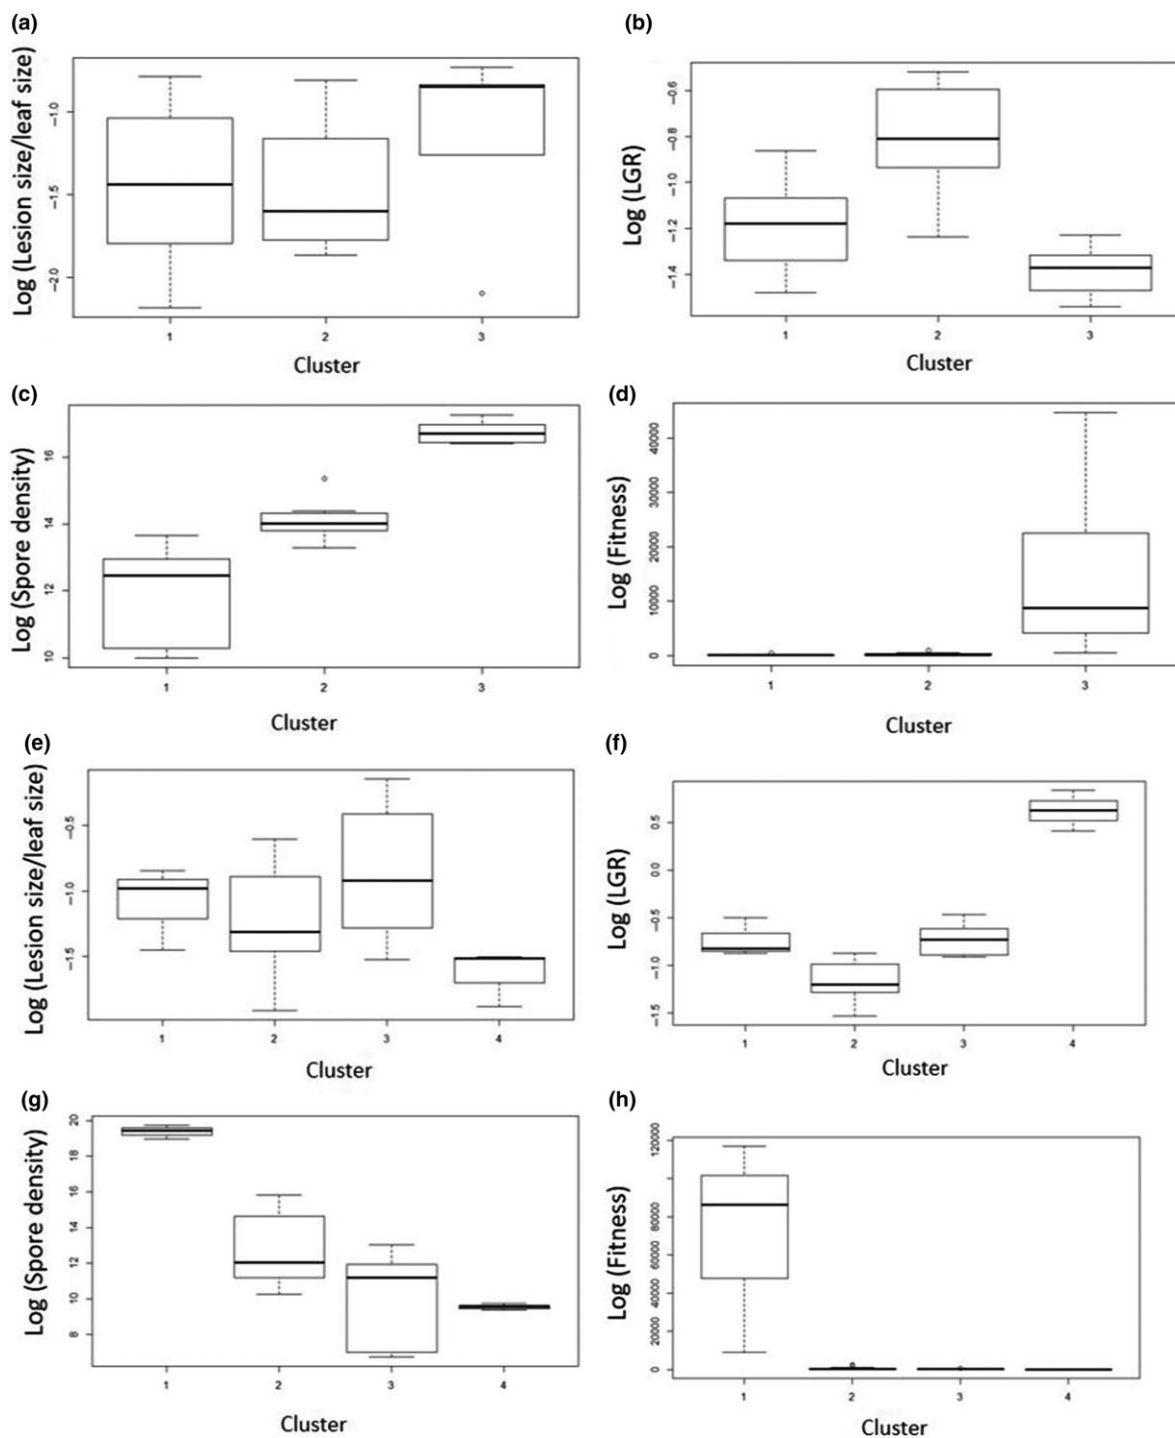 (a)
Log (Lesion size/leaf size)
−1.0
−1.5
−2.0
1 2 3
Cluster
(b)
Log (LGR)
−0.6
−0.8
−1.0
−1.2
−1.4
1 2 3
Cluster
(c)
Log (Spore density)
16
14
12
10
1 2 3
Cluster
(d)
Log (Fitness)
40000
30000
20000
10000
0
1 2 3
Cluster
(e)
Log (Lesion size/leaf size)
−0.5
−1.0
−1.5
1 2 3 4
Cluster
(f)
Log (LGR)
0.5
0.0
−0.5
−1.0
−1.5
1 2 3 4
Cluster
(g)
Log (Spore density)
20
18
16
14
12
10
8
1 2 3 4
Cluster
(h)
Log (Fitness)
120000
80000
60000
40000
20000
0
1 2 3 4
Cluster